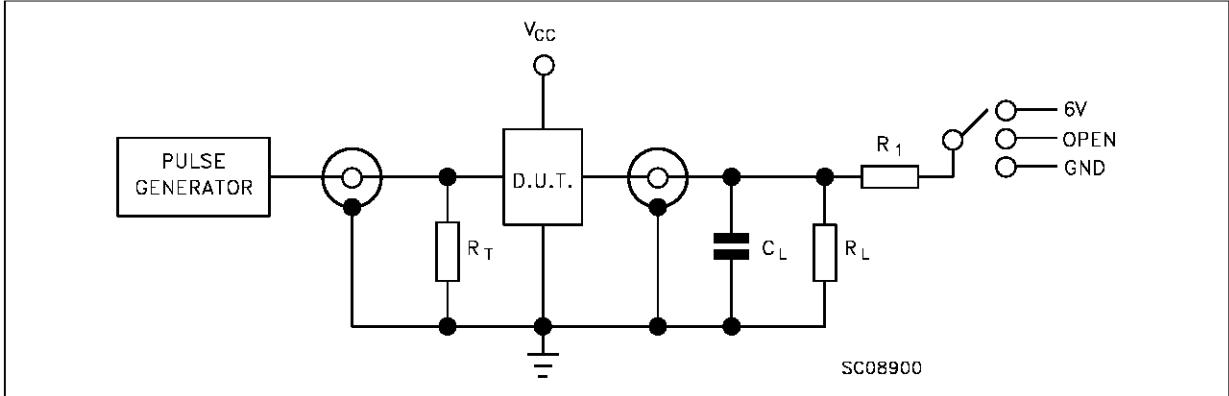 VCC
6V
OPEN
GND
R1
PULSE
GENERATOR
D.U.T.
RT
CL
RL
SC08900